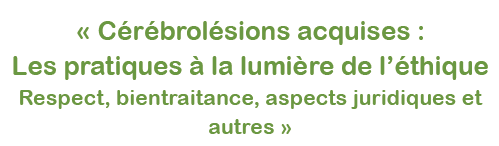 « Cérébrolésions acquises :
Les pratiques à la lumière de l’éthique
Respect, bientraitance, aspects juridiques et
autres »